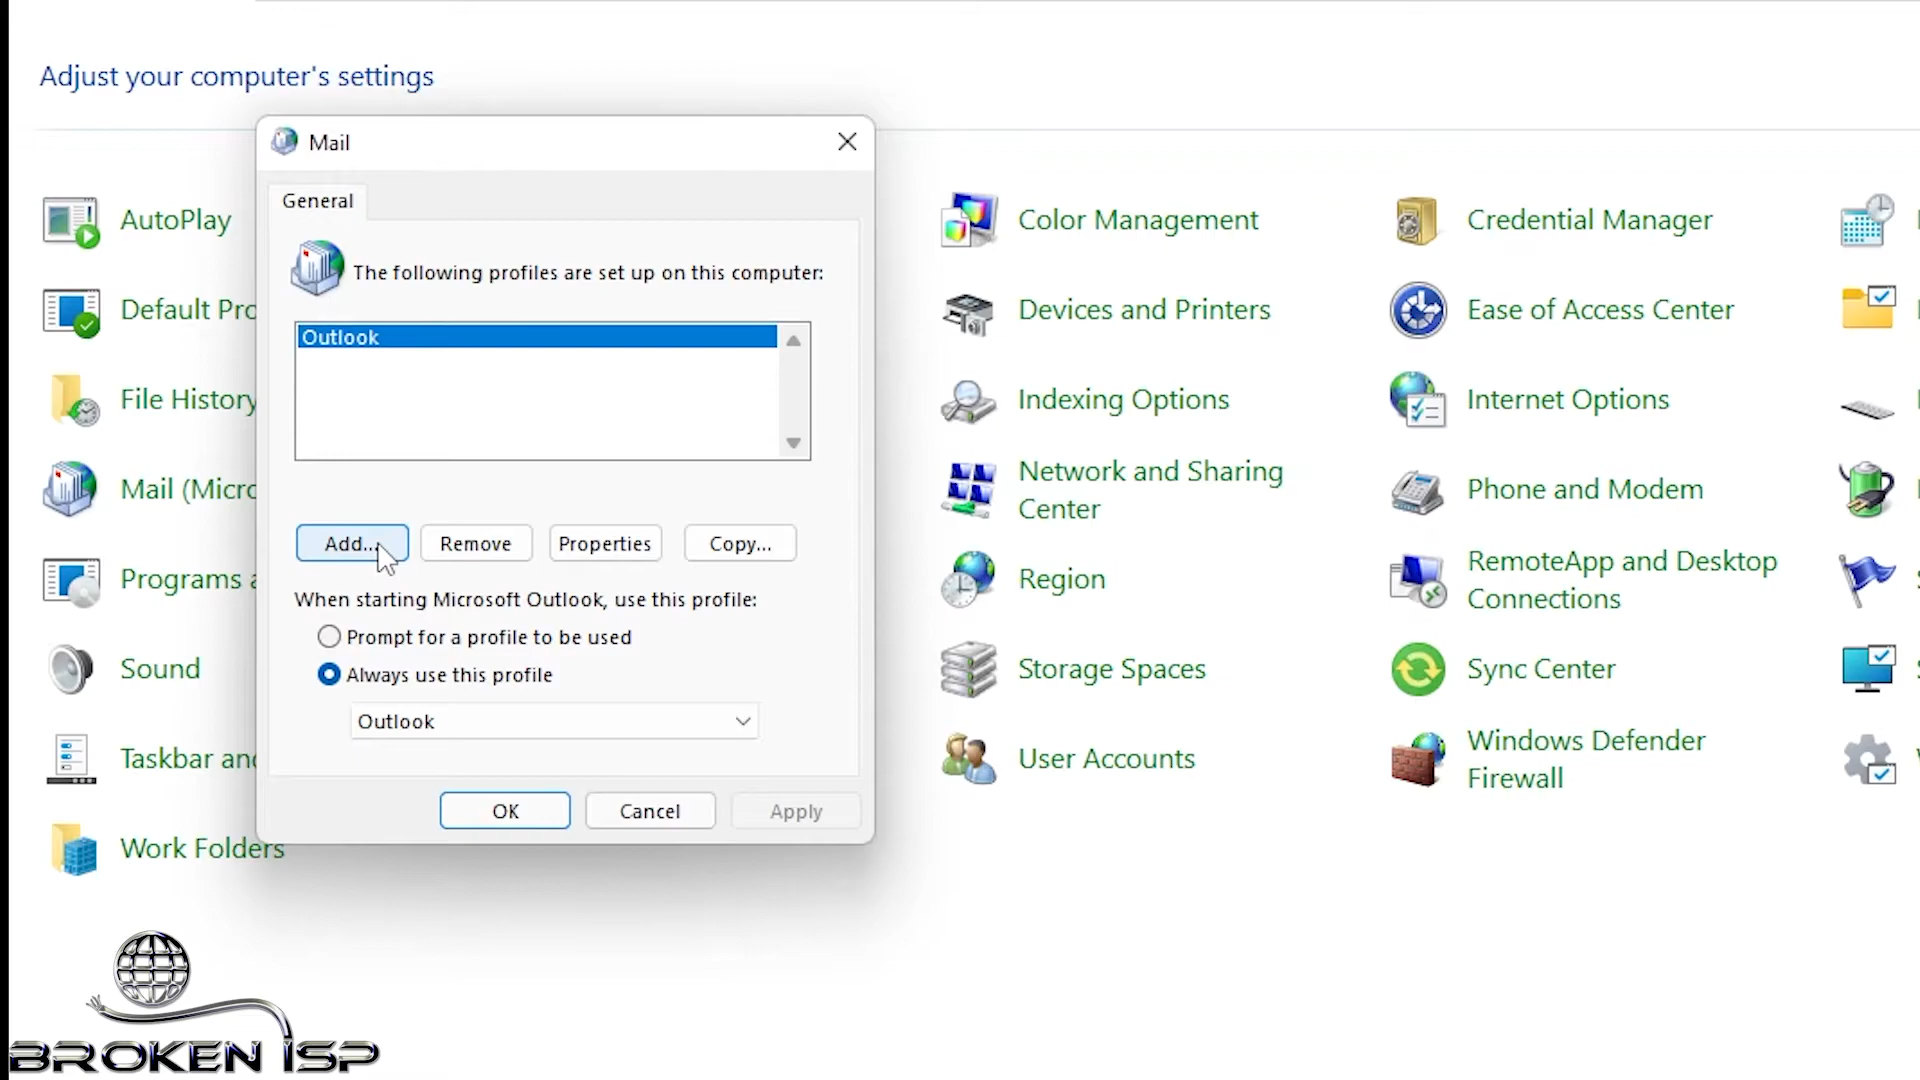 Adjust your computer's settings
Mail
General
The following profiles are set up on this computer:
Outlook
Add...
Remove
Properties
Copy...
When starting Microsoft Outlook, use this profile:
Prompt for a profile to be used
Always use this profile
Outlook
OK
Cancel
Apply
AutoPlay
Default Pro
File History
Mail (Micro
Programs a
Sound
Taskbar and
Work Folders
Color Management
Devices and Printers
Indexing Options
Network and Sharing
Center
Region
Storage Spaces
User Accounts
Credential Manager
Ease of Access Center
Internet Options
Phone and Modem
RemoteApp and Desktop
Connections
Sync Center
Windows Defender
Firewall
BROKEN ISP